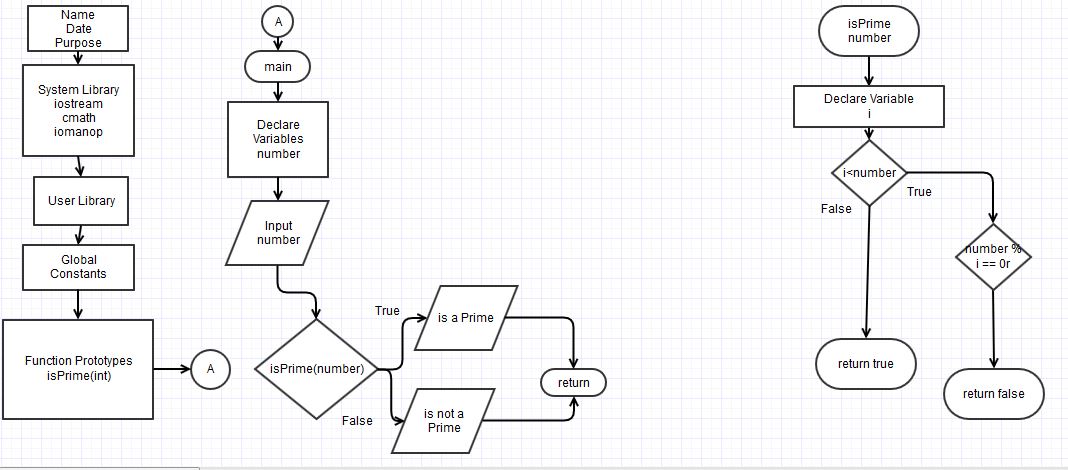 Name
Date
Purpose
System Library
iostream
cmath
iomanop
User Library
Global
Constants
Function Prototypes
isPrime(int)
A
A
main
Declare
Variables
number
Input
number
isPrime(number)
True
is a Prime
False
is not a
Prime
return
isPrime
number
Declare Variable
i
i<number
True
False
number %
i == 0r
return true
return false